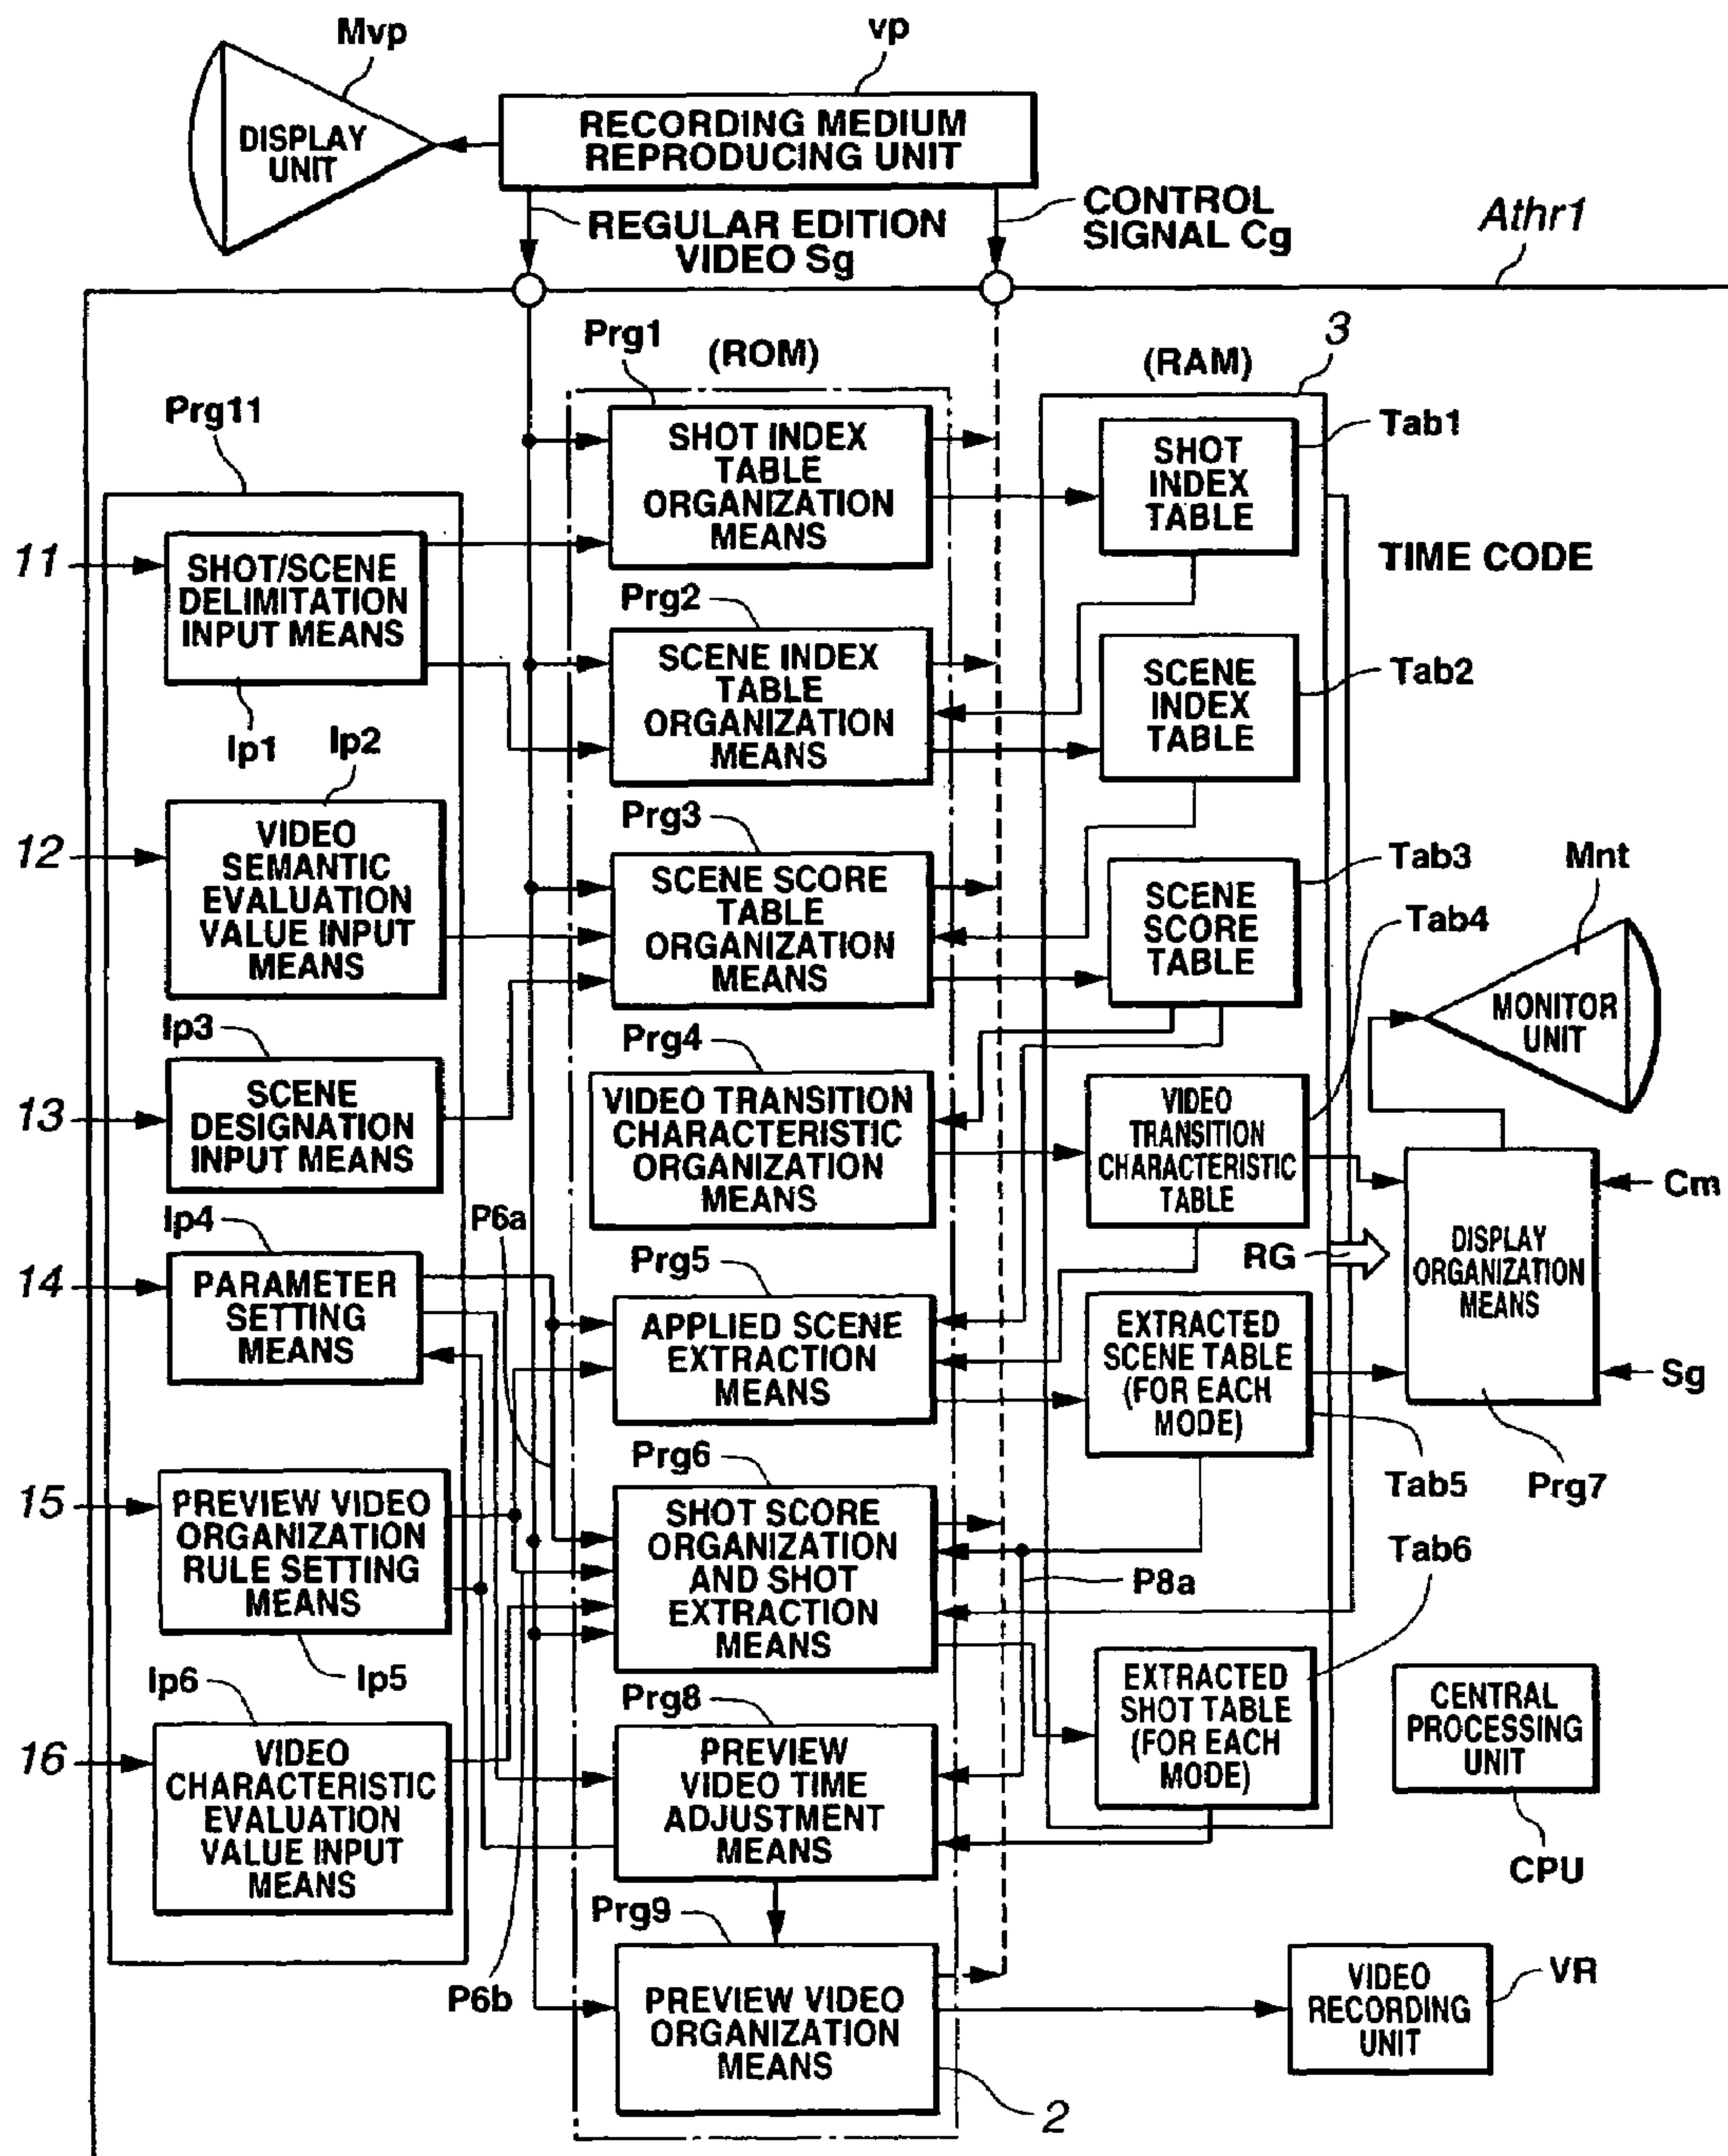 Mvp
vp
DISPLAY
UNIT
RECORDING MEDIUM
REPRODUCING UNIT
REGULAR EDITION
VIDEO Sg
CONTROL
SIGNAL Cg
Athr1
Prg1
(ROM)
(RAM)
3
Prg11
SHOT INDEX
TABLE
ORGANIZATION
MEANS
SHOT
INDEX
TABLE
Tab1
TIME CODE
11
SHOT/SCENE
DELIMITATION
INPUT MEANS
Ip1
Prg2
SCENE INDEX
TABLE
ORGANIZATION
MEANS
SCENE
INDEX
TABLE
Tab2
Ip2
12
VIDEO
SEMANTIC
EVALUATION
VALUE INPUT
MEANS
Prg3
SCENE SCORE
TABLE
ORGANIZATION
MEANS
SCENE
SCORE
TABLE
Tab3
Tab4
Mnt
MONITOR
UNIT
Ip3
13
SCENE
DESIGNATION
INPUT MEANS
Prg4
VIDEO TRANSITION
CHARACTERISTIC
ORGANIZATION
MEANS
VIDEO
TRANSITION
CHARACTERISTIC
TABLE
Cm
RG
DISPLAY
ORGANIZATION
MEANS
Sg
Prg7
Ip4
P6a
14
PARAMETER
SETTING
MEANS
Prg5
APPLIED SCENE
EXTRACTION
MEANS
EXTRACTED
SCENE TABLE
(FOR EACH
MODE)
Tab5
15
PREVIEW VIDEO
ORGANIZATION
RULE SETTING
MEANS
Ip5
Prg6
SHOT SCORE
ORGANIZATION
AND SHOT
EXTRACTION
MEANS
P8a
Tab6
Ip6
16
VIDEO
CHARACTERISTIC
EVALUATION
VALUE INPUT
MEANS
Prg8
PREVIEW
VIDEO TIME
ADJUSTMENT
MEANS
EXTRACTED
SHOT TABLE
(FOR EACH
MODE)
CENTRAL
PROCESSING
UNIT
CPU
P6b
Prg9
PREVIEW VIDEO
ORGANIZATION
MEANS
2
VIDEO
RECORDING
UNIT
VR